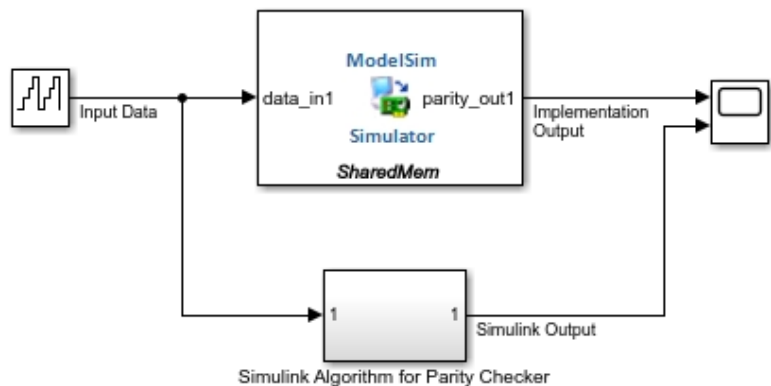 ModelSim
data_in1
parity_out1
Simulator
SharedMem
Input Data
Implementation
Output
1
1
Simulink Output
Simulink Algorithm for Parity Checker